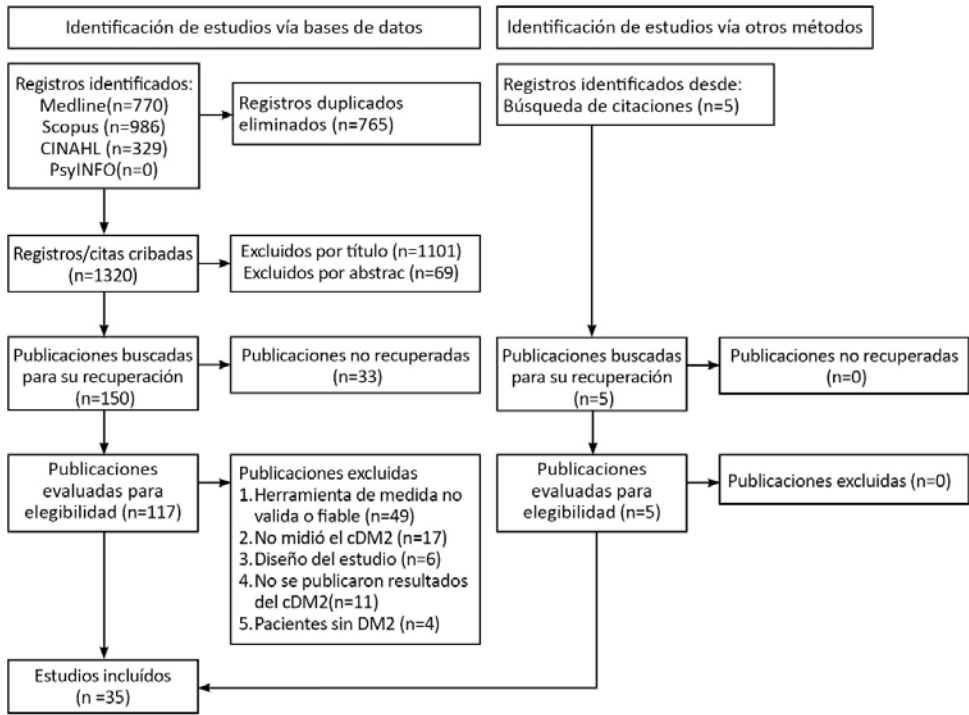 Identificación de estudios vía bases de datos
Identificación de estudios vía otros métodos
Registros identificados:
Medline(n=770)
Scopus (n=986)
CINAHL (n=329)
PsyINFO(n=0)
Registros duplicados
eliminados (n=765)
Registros identificados desde:
Búsqueda de citaciones (n=5)
Registros/citas cribadas
(n=1320)
Excluidos por título (n=1101)
Excluidos por abstrac (n=69)
Publicaciones buscadas
para su recuperación
(n=150)
Publicaciones no recuperadas
(n=33)
Publicaciones buscadas
para su recuperación
(n=5)
Publicaciones no recuperadas
(n=0)
Publicaciones
evaluadas para
elegibilidad (n=117)
Publicaciones excluidas
1.Herramienta de medida no
valida o fiable (n=49)
2.No midió el cDM2 (n=17)
3.Diseño del estudio (n=6)
4.No se publicaron resultados
del cDM2(n=11)
5.Pacientes sin DM2 (n=4)
Publicaciones
evaluadas para
elegibilidad (n=5)
Publicaciones excluidas (n=0)
Estudios incluídos
(n =35)